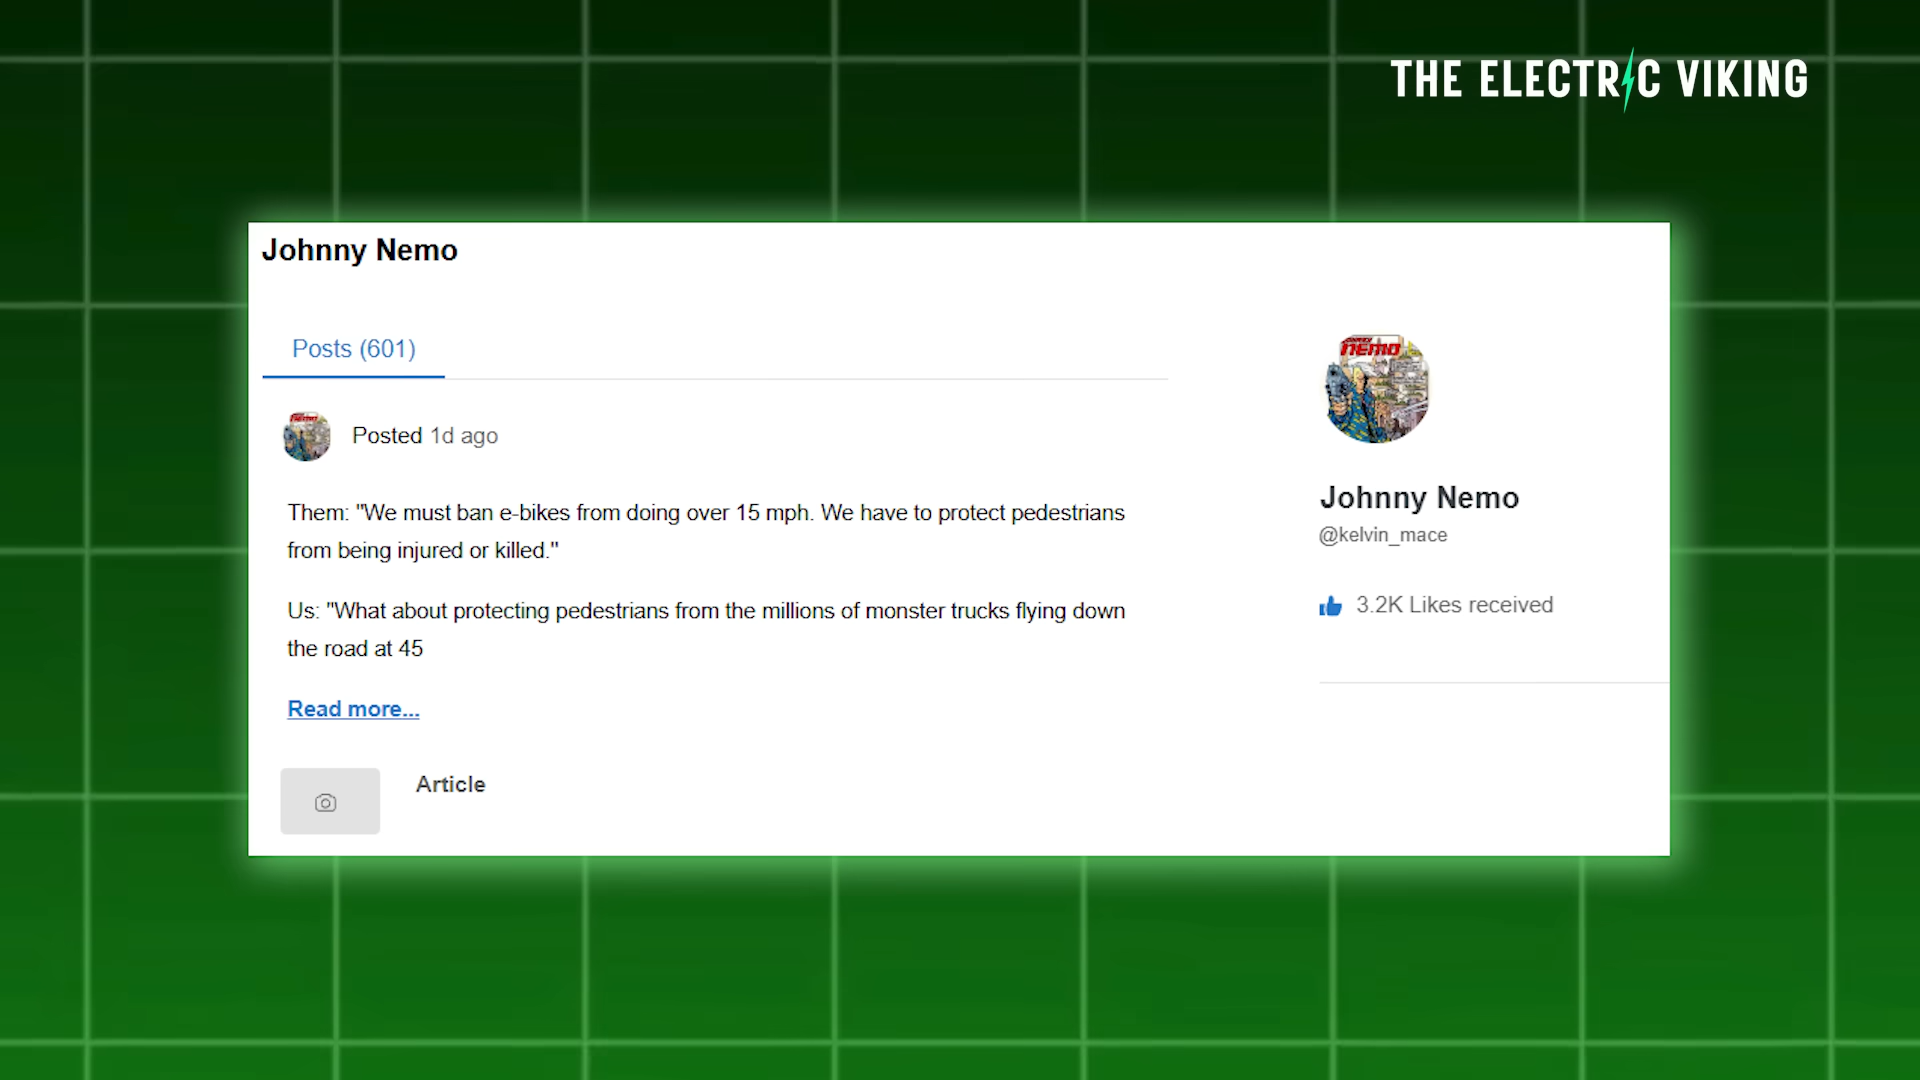 THE ELECTRIC VIKING
Johnny Nemo
Posts (601)
Posted 1d ago
Them: "We must ban e-bikes from doing over 15 mph. We have to protect pedestrians
from being injured or killed."
Us: "What about protecting pedestrians from the millions of monster trucks flying down
the road at 45
Read more...
Article
NEMO
Johnny Nemo
@kelvin_mace
3.2K Likes received